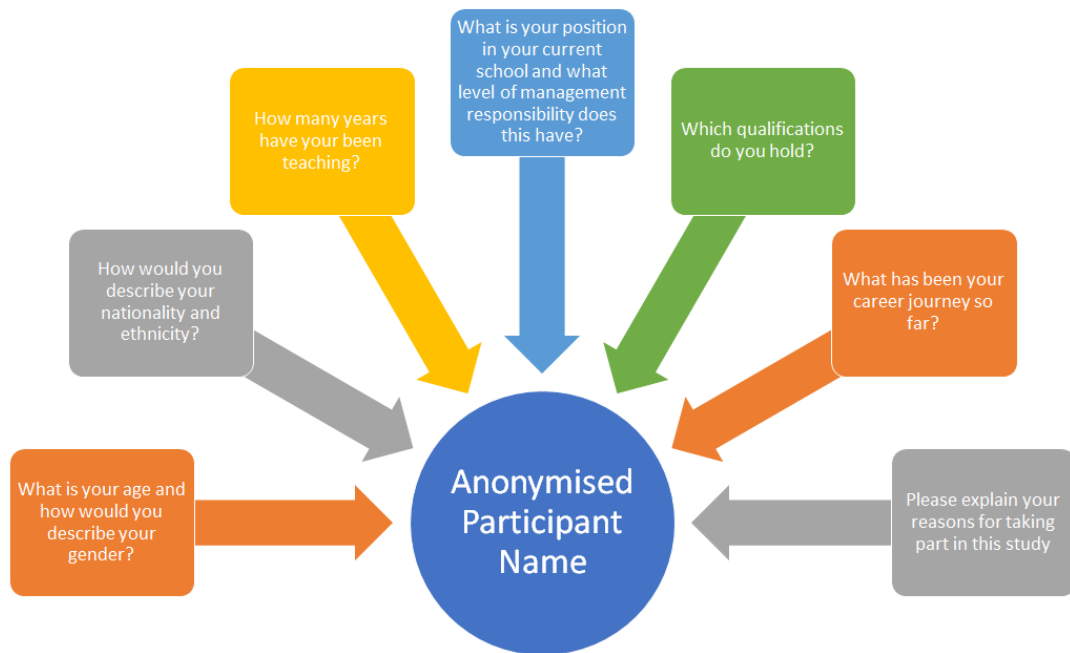 What is your position
in your current
school and what
level of management
responsibility does
this have?
How many years
have your been
teaching?
Which qualifications
do you hold?
How would you
describe your
nationality and
ethnicity?
What has been your
career journey so
far?
What is your age and
how would you
describe your
gender?
Anonymised
Participant
Name
Please explain your
reasons for taking
part in this study